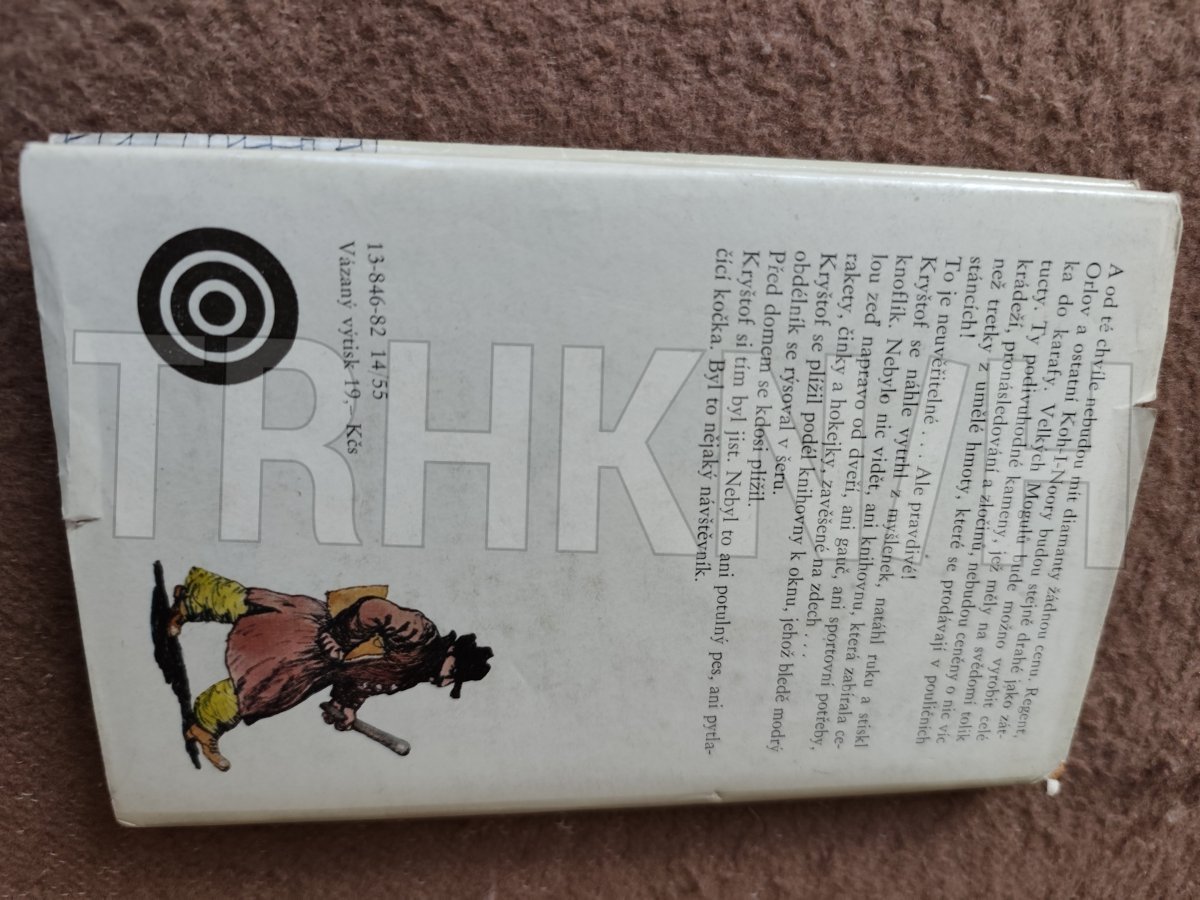 A od té chvíle nebudou mít diamanty žádnou cenu. Regent,
Orlov a ostatní Koh-I-Noory budou stejně drahé jako zát-
ka do karafy. Velkých Mogulů bude možno vyrobit celé
tucty. Ty podivuhodné kameny, jež měly na svědomí tolik
krádeží, pronásledování a zločinů, nebudou ceněny o nic víc
než tretky z umělé hmoty, které se prodávají v pouličních
stáncích!
To je neuvěřitelné . . . Ale pravdivé!
Kryštof se náhle vytrhl z myšlenek, natáhl ruku a stiskl
knoflík. Nebylo nic vidět, ani knihovnu, která zabírala ce-
lou zeď napravo od dveří, ani gauč, ani sportovní potřeby,
rakety, činky a hokejky, zavěšené na zdech . . .
Kryštof se plížil podél knihovny k oknu, jehož bledě modrý
obdélník se rýsoval v šeru.
Před domem se kdosi plížil.
Kryštof si tím byl jist. Nebyl to ani potulný pes, ani pytla-
čící kočka. Byl to nějaký návštěvník.
13-846-82 14/55
Vázaný výtisk 19,– Kčs